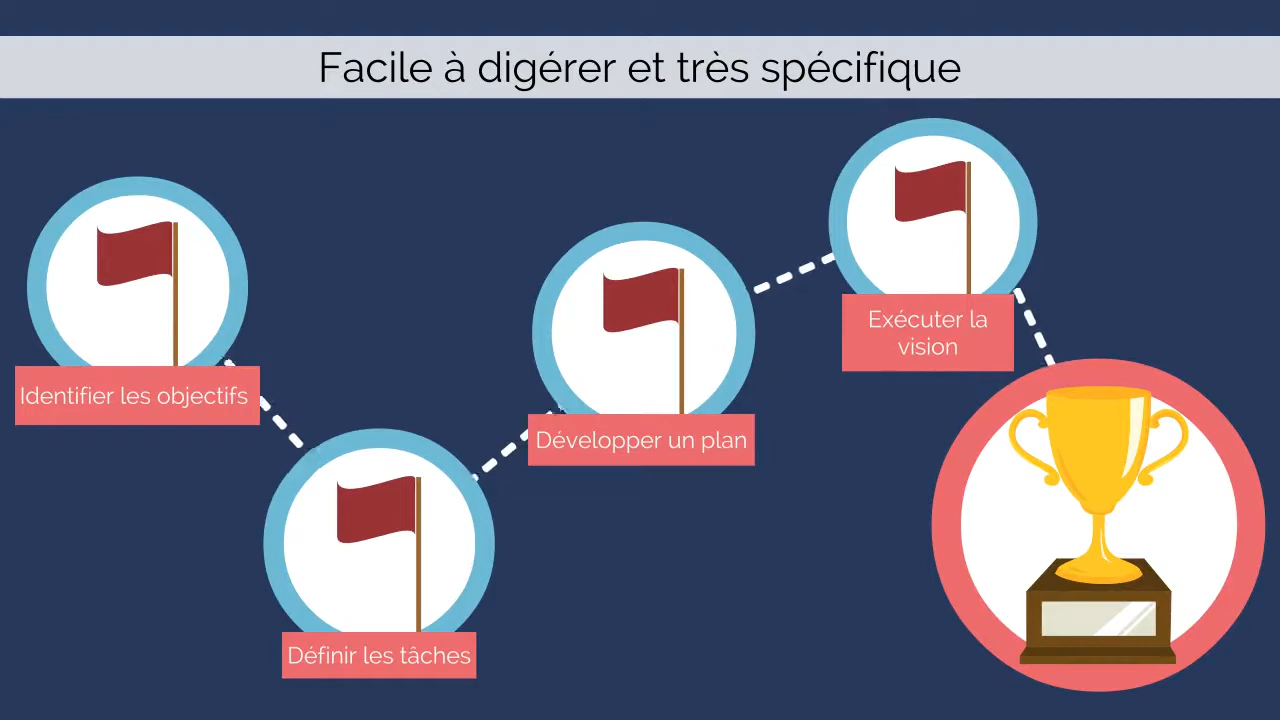 Facile à digérer et très spécifique
Identifier les objectifs
Définir les tâches
Développer un plan
Exécuter la
vision